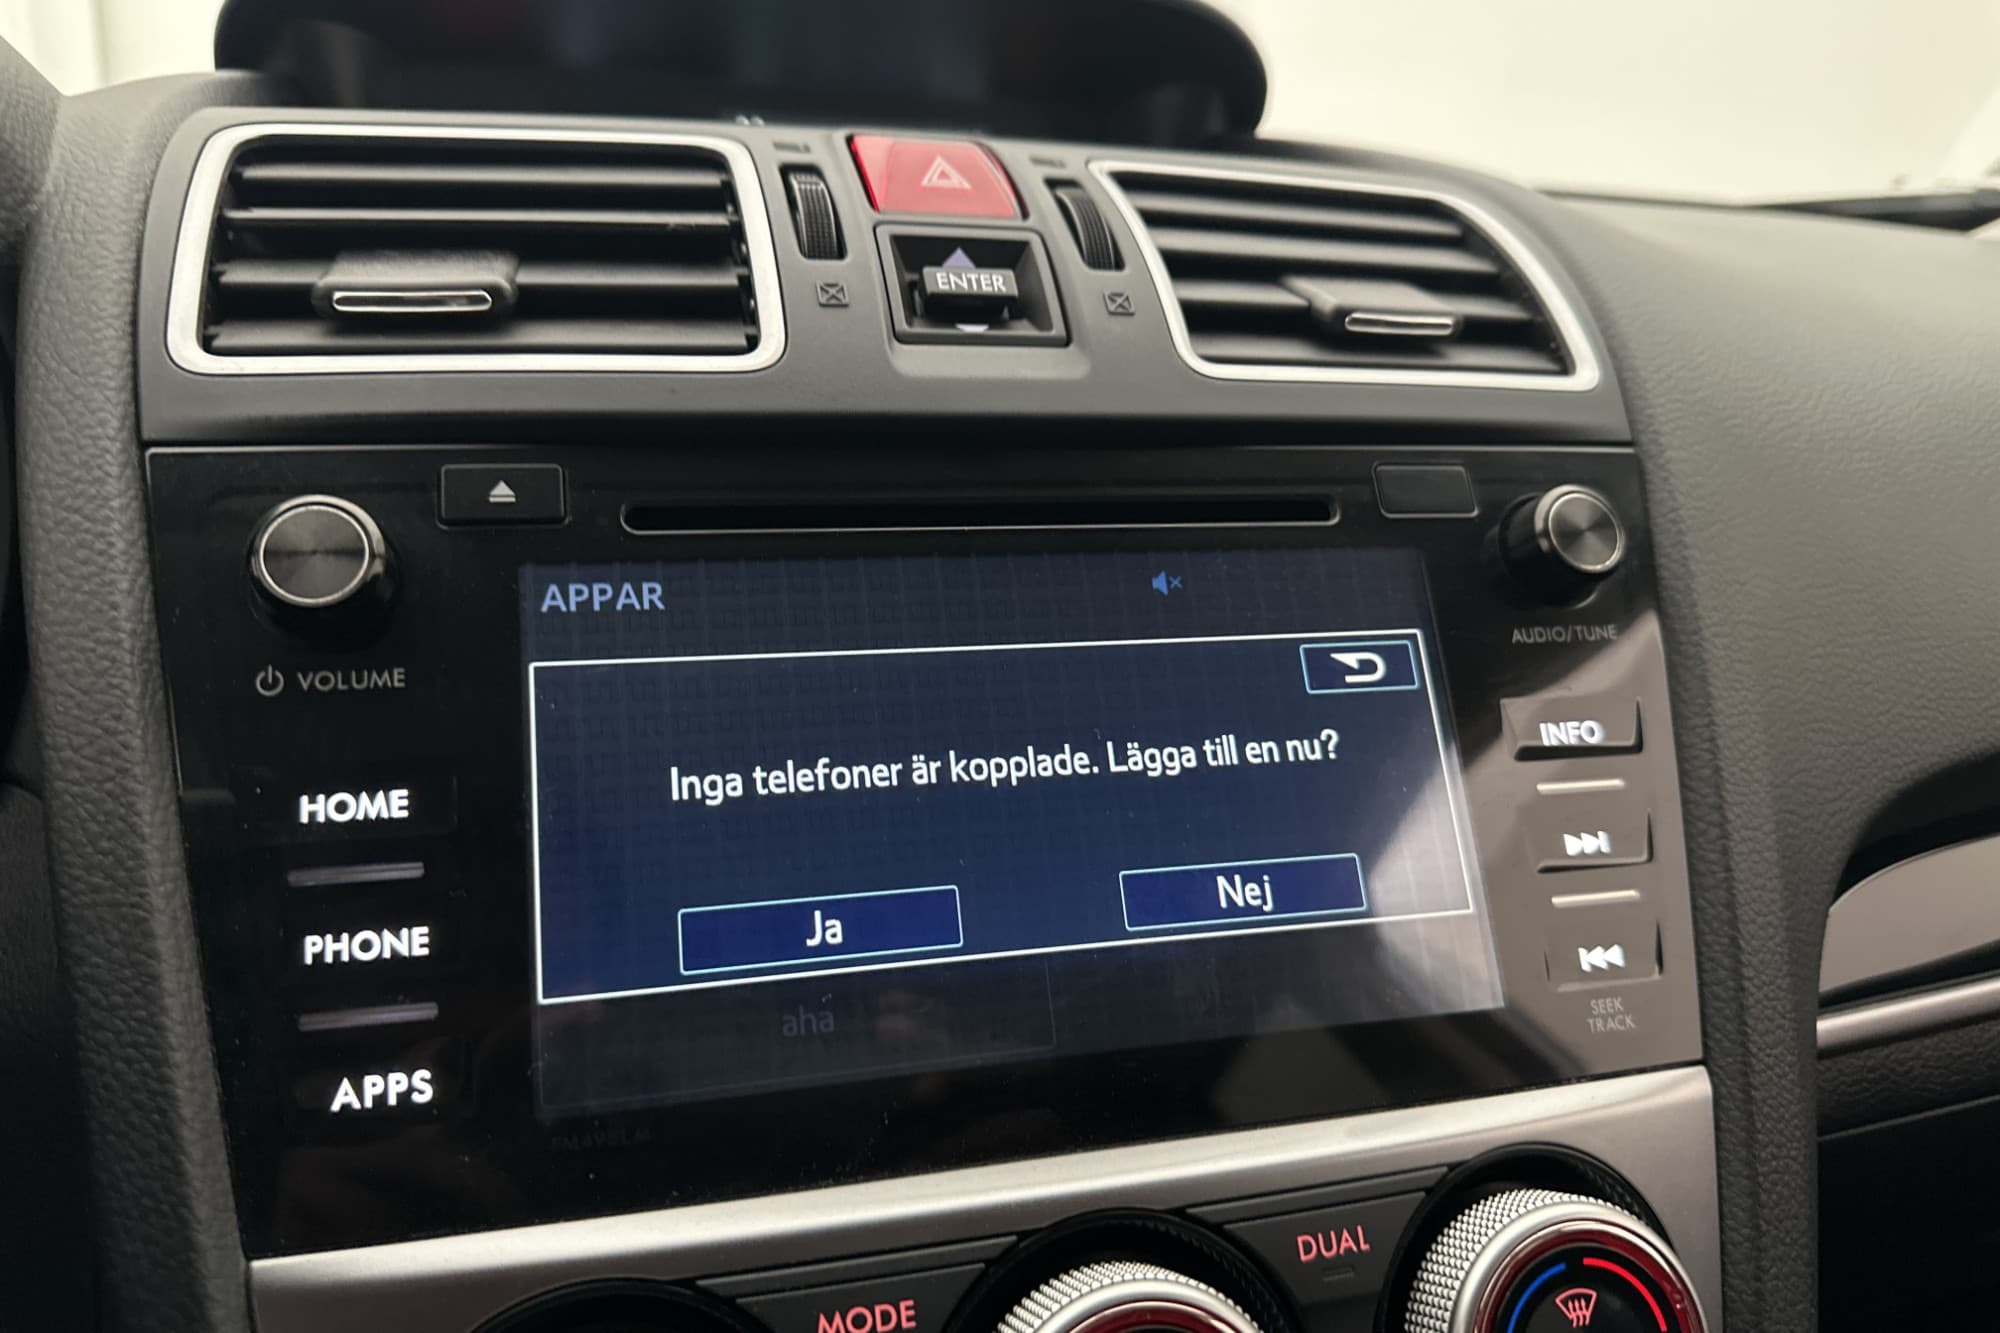 ENTER
VOLUME
AUDIO/TUNE
APPAR
Inga telefoner är kopplade. Lägga till en nu?
Ja
Nej
aha
HOME
PHONE
APPS
INFO
SEEK
TRACK
DUAL
MODE